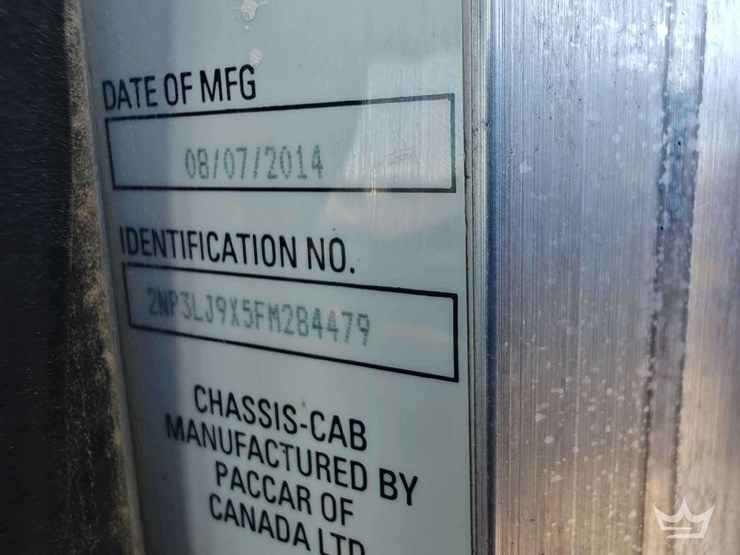 DATE OF MFG
08/07/2014
IDENTIFICATION NO.
2NP3LJ9X5FM284479
CHASSIS-CAB
MANUFACTURED BY
PACCAR OF
CANADA LTD